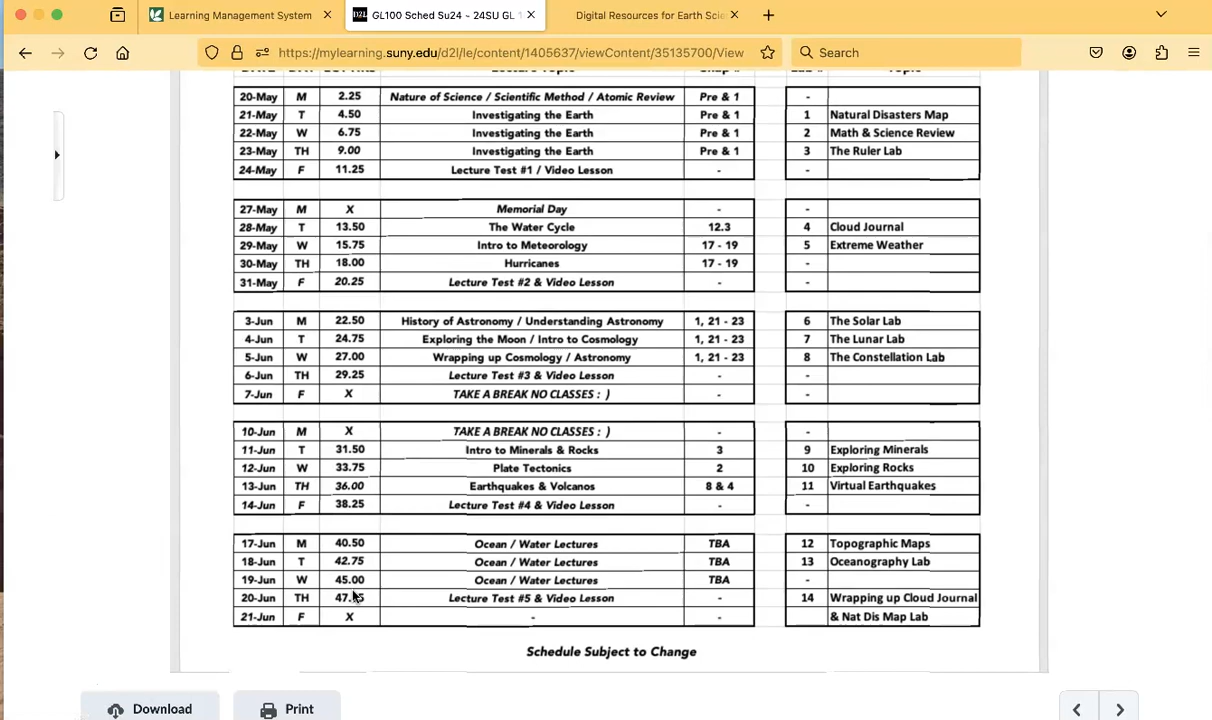 Learning Management System
GL100 Sched Su24 ~ 24SU GL 1
Digital Resources for Earth Scie
https://mylearning.suny.edu/d2l/le/content/1405637/viewContent/35135700/View
Search
20-May M 2.25 Nature of Science / Scientific Method / Atomic Review Pre & 1 -
21-May T 4.50 Investigating the Earth Pre & 1 1 Natural Disasters Map
22-May W 6.75 Investigating the Earth Pre & 1 2 Math & Science Review
23-May TH 9.00 Investigating the Earth Pre & 1 3 The Ruler Lab
24-May F 11.25 Lecture Test #1 / Video Lesson - -
27-May M X Memorial Day - -
28-May T 13.50 The Water Cycle 12.3 4 Cloud Journal
29-May W 15.75 Intro to Meteorology 17 - 19 5 Extreme Weather
30-May TH 18.00 Hurricanes 17 - 19 -
31-May F 20.25 Lecture Test #2 & Video Lesson - -
3-Jun M 22.50 History of Astronomy / Understanding Astronomy 1, 21 - 23 6 The Solar Lab
4-Jun T 24.75 Exploring the Moon / Intro to Cosmology 1, 21 - 23 7 The Lunar Lab
5-Jun W 27.00 Wrapping up Cosmology / Astronomy 1, 21 - 23 8 The Constellation Lab
6-Jun TH 29.25 Lecture Test #3 & Video Lesson - -
7-Jun F X TAKE A BREAK NO CLASSES : ) - -
10-Jun M X TAKE A BREAK NO CLASSES : ) - -
11-Jun T 31.50 Intro to Minerals & Rocks 3 9 Exploring Minerals
12-Jun W 33.75 Plate Tectonics 2 10 Exploring Rocks
13-Jun TH 36.00 Earthquakes & Volcanos 8 & 4 11 Virtual Earthquakes
14-Jun F 38.25 Lecture Test #4 & Video Lesson - -
17-Jun M 40.50 Ocean / Water Lectures TBA 12 Topographic Maps
18-Jun T 42.75 Ocean / Water Lectures TBA 13 Oceanography Lab
19-Jun W 45.00 Ocean / Water Lectures TBA -
20-Jun TH Lecture Test #5 & Video Lesson - 14 Wrapping up Cloud Journal
21-Jun F X - - & Nat Dis Map Lab
Schedule Subject to Change
Download Print